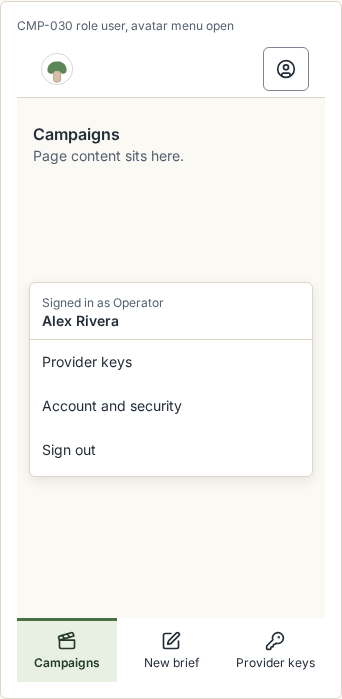 CMP-030 role user, avatar menu open
Campaigns
Page content sits here.
Signed in as Operator
Alex Rivera
Provider keys
Account and security
Sign out
Campaigns
New brief
Provider keys